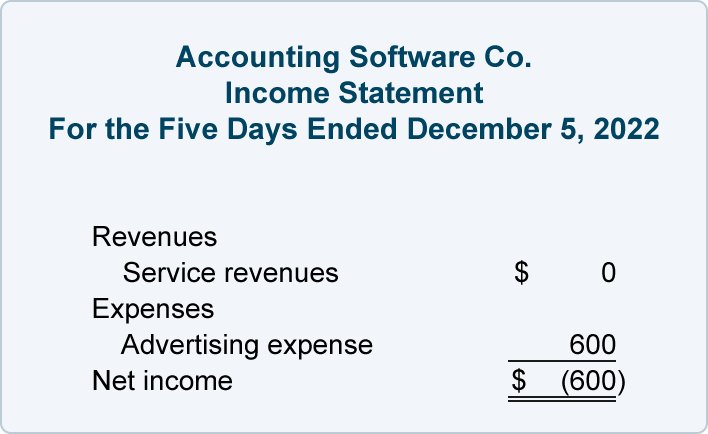 Accounting Software Co.
Income Statement
For the Five Days Ended December 5, 2022
Revenues
Service revenues $ 0
Expenses
Advertising expense 600
Net income $ (600)